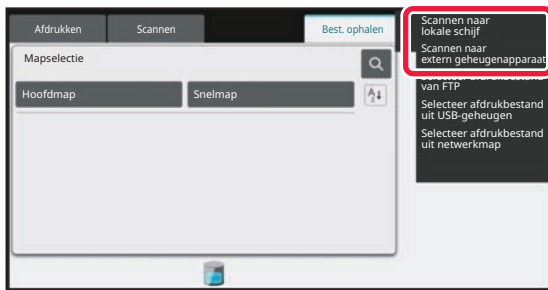 Afdrukken
Scannen
Best. ophalen
Mapselectie
Hoofdmap
Snelmap
Scannen naar
lokale schijf
Scannen naar
extern geheugenapparaat
van FTP
Selecteer afdrukbestand
uit USB-geheugen
Selecteer afdrukbestand
uit netwerkmap